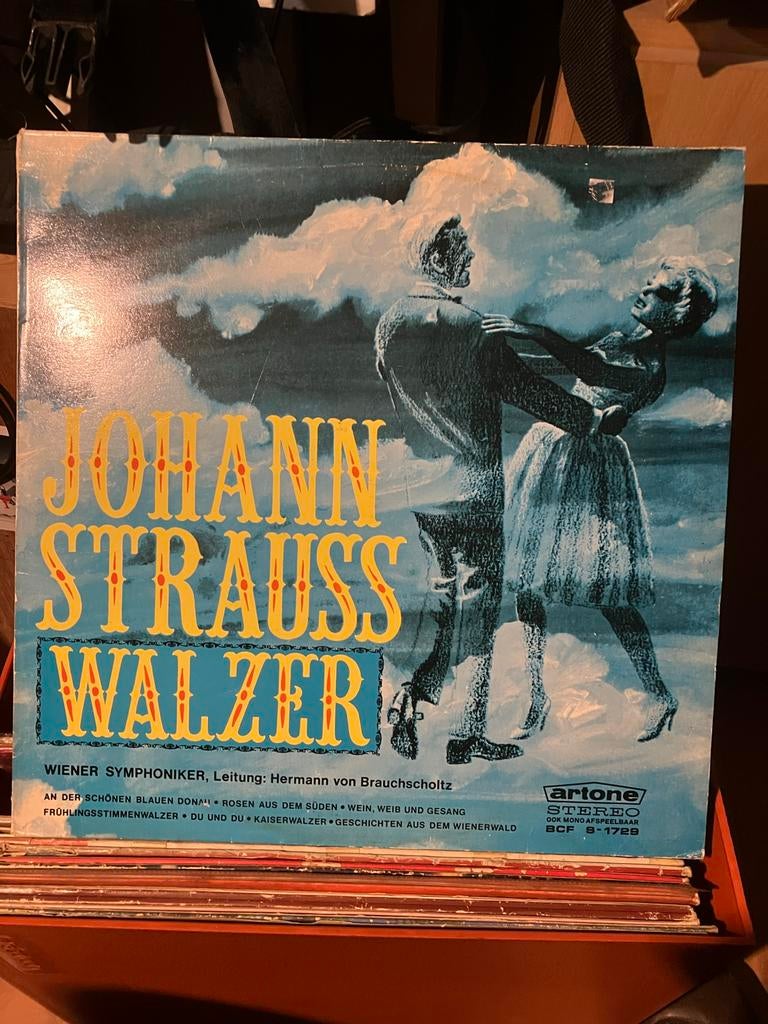 JOHANN
STRAUSS
WALZER
WIENER SYMPHONIKER, Leitung: Hermann von Brauchscholtz
AN DER SCHÖNEN BLAUEN DONAU • ROSEN AUS DEM SÜDEN • WEIN, WEIB UND GESANG
FRÜHLINGSSTIMMENWALZER • DU UND DU • KAISERWALZER • GESCHICHTEN AUS DEM WIENERWALD
artone
STEREO
OOK MONO AFSPEELBAAR
BCF S-1729